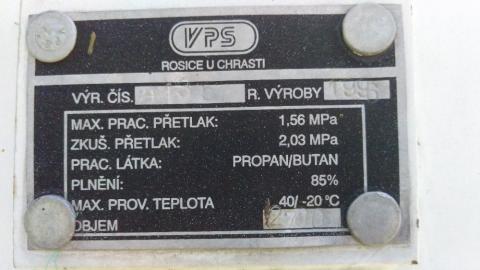 VPS
ROSICE U CHRASTI
VÝR. ČÍS. R. VÝROBY
MAX. PRAC. PŘETLAK: 1,56 MPa
ZKUŠ. PŘETLAK: 2,03 MPa
PRAC. LÁTKA: PROPAN/BUTAN
PLNĚNÍ: 85%
MAX. PROV. TEPLOTA 40/ -20 °C
OBJEM